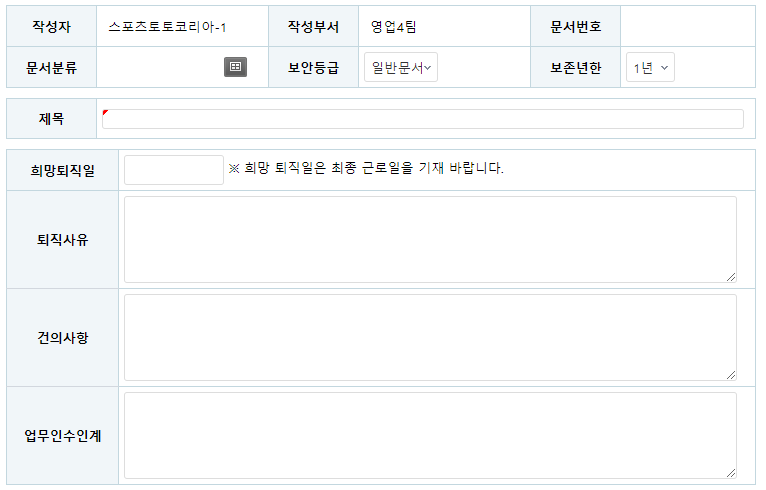 작성자 스포츠토토코리아-1 작성부서 영업4팀 문서번호
문서분류 보안등급 일반문서 보존년한 1년
제목
희망퇴직일 ※ 희망 퇴직일은 최종 근로일을 기재 바랍니다.
퇴직사유
건의사항
업무인수인계